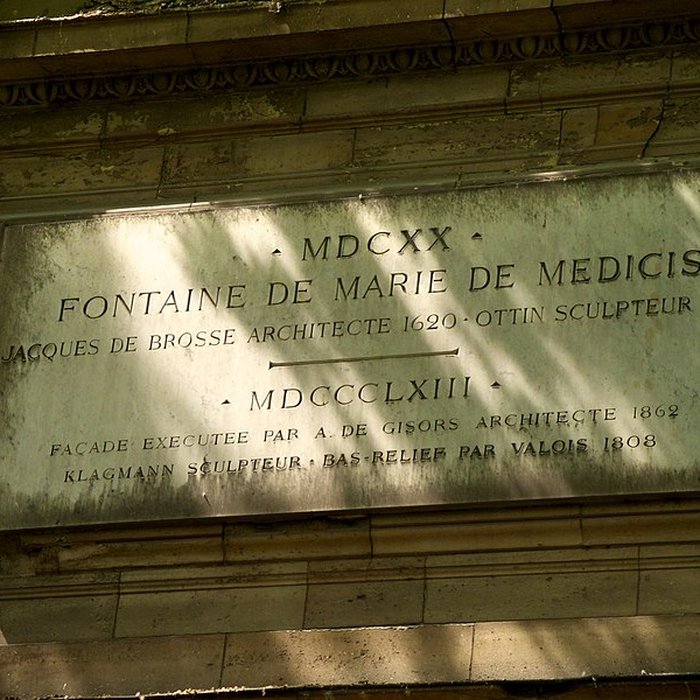 MDCXX
FONTAINE DE MARIE DE MEDICIS
JACQUES DE BROSSE ARCHITECTE 1620 · OTTIN SCULPTEUR
MDCCCLXIII
FAÇADE EXECUTEE PAR A. DE GISORS ARCHITECTE 1862
KLAGMANN SCULPTEUR · BAS-RELIEF PAR VALOIS 1808